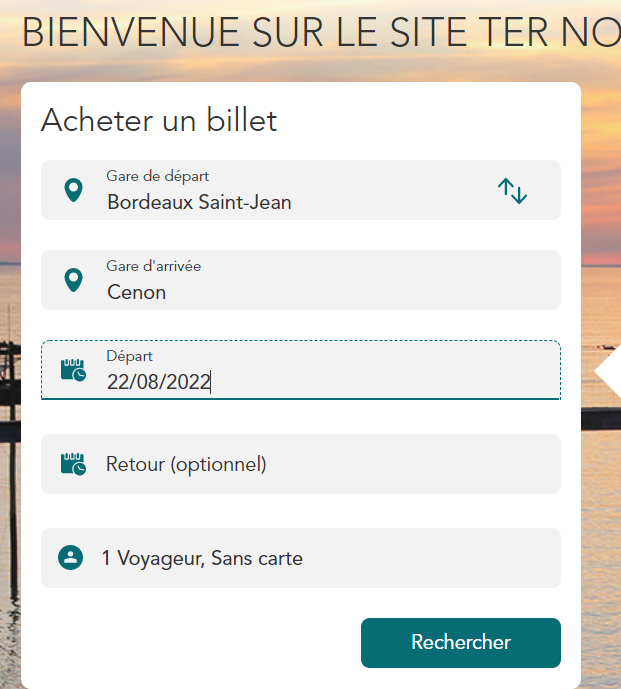 BIENVENUE SUR LE SITE TER NO
Acheter un billet
Gare de départ
Bordeaux Saint-Jean
Gare d'arrivée
Cenon
Départ
22/08/2022
Retour (optionnel)
1 Voyageur, Sans carte
Rechercher